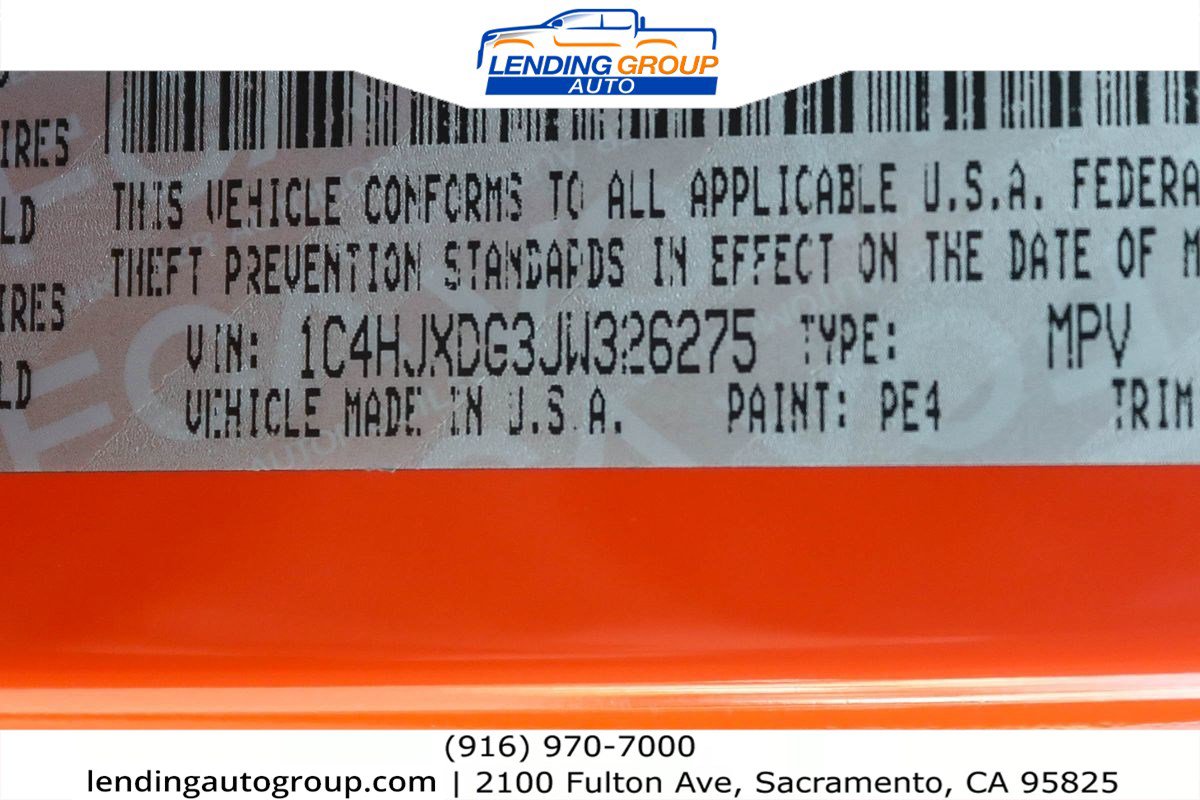 LENDING GROUP
AUTO
IRES
THIS VEHICLE CONFORMS TO ALL APPLICABLE U.S.A. FEDERA
LD
THEFT PREVENTION STANDARDS IN EFFECT ON THE DATE OF M
IRES
VIN: 1C4HJXDG3JW326275 TYPE: MPV
LD
VEHICLE MADE IN U.S.A. PAINT: PE4 TRIM
(916) 970-7000
lendingautogroup.com | 2100 Fulton Ave, Sacramento, CA 95825